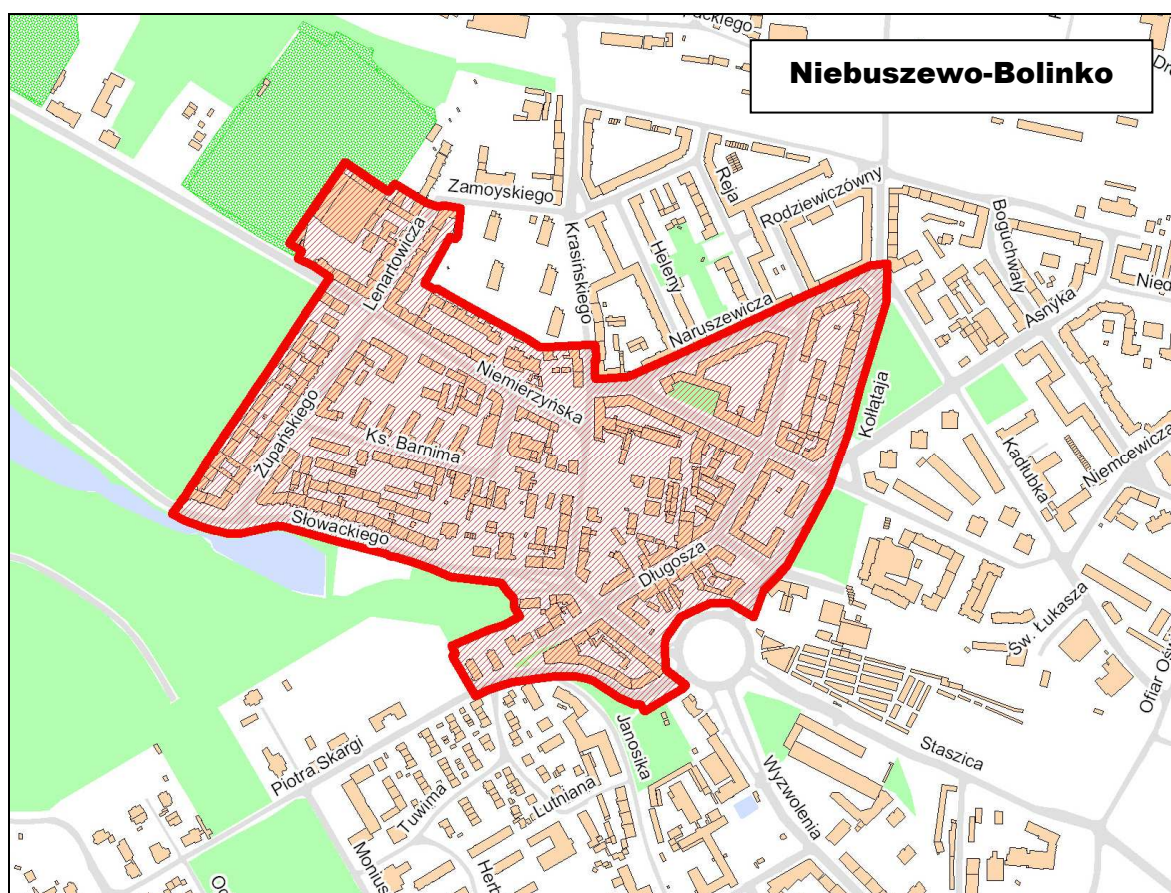 Niebuszewo-Bolinko
Zamoyskiego
Lenartowicza
Krasińskiego
Heleny
Reja
Rodziewiczówny
Boguchwały
Asnyka
Naruszewicza
Niemierzyńska
Kołłątaja
Kadłubka
Niemcewicza
Żupańskiego
Ks. Barnima
Słowackiego
Długosza
Św. Łukasza
Piotra Skargi
Janosika
Staszica
Wyzwolenia
Tuwima
Lutniana